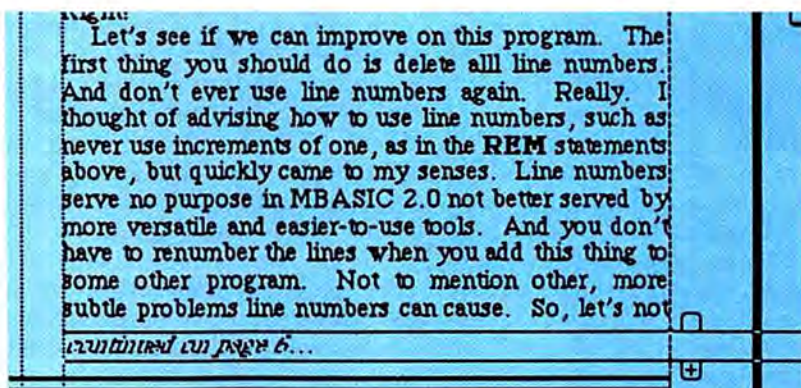 Right!
Let's see if we can improve on this program. The
first thing you should do is delete alll line numbers.
And don't ever use line numbers again. Really. I
thought of advising how to use line numbers, such as
never use increments of one, as in the REM statements
above, but quickly came to my senses. Line numbers
serve no purpose in MBASIC 2.0 not better served by
more versatile and easier-to-use tools. And you don't
have to renumber the lines when you add this thing to
some other program. Not to mention other, more
subtle problems line numbers can cause. So, let's not
continued on page 6...